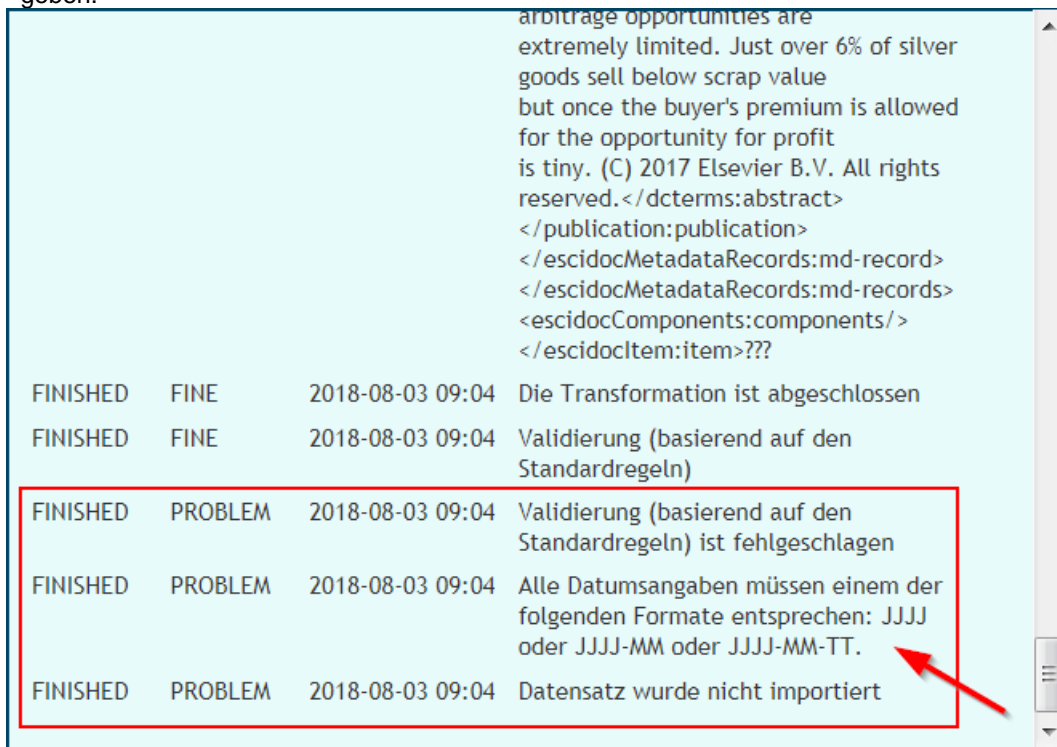 geben.
arbitrage opportunities are
extremely limited. Just over 6% of silver
goods sell below scrap value
but once the buyer's premium is allowed
for the opportunity for profit
is tiny. (C) 2017 Elsevier B.V. All rights
reserved.</dcterms:abstract>
</publication:publication>
</escidocMetadataRecords:md-record>
</escidocMetadataRecords:md-records>
<escidocComponents:components/>
</escidocItem:item>???
FINISHED FINE 2018-08-03 09:04 Die Transformation ist abgeschlossen
FINISHED FINE 2018-08-03 09:04 Validierung (basierend auf den
Standardregeln)
FINISHED PROBLEM 2018-08-03 09:04 Validierung (basierend auf den
Standardregeln) ist fehlgeschlagen
FINISHED PROBLEM 2018-08-03 09:04 Alle Datumsangaben müssen einem der
folgenden Formate entsprechen: JJJJ
oder JJJJ-MM oder JJJJ-MM-TT.
FINISHED PROBLEM 2018-08-03 09:04 Datensatz wurde nicht importiert